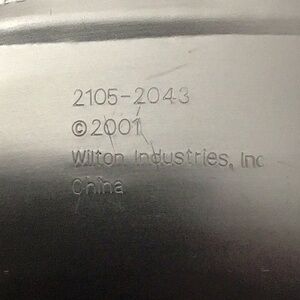 2105-2043
©2001
Wilton Industries, Inc
China